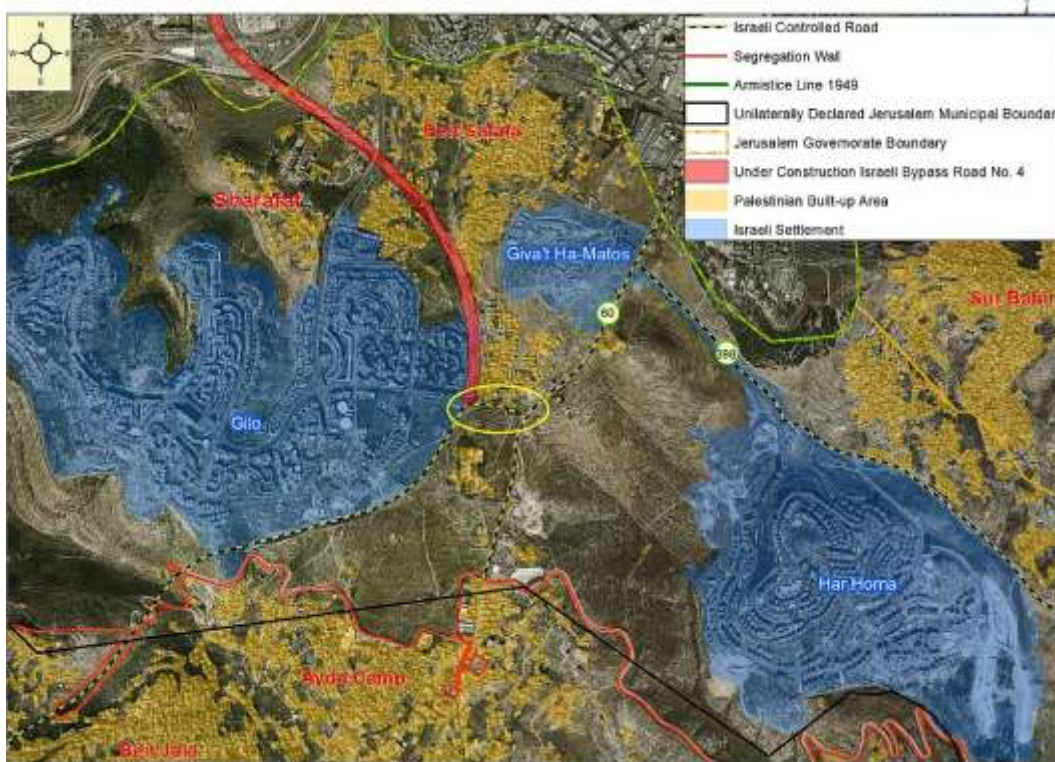 N
W
E
S
Israeli Controlled Road
Segregation Wall
Armistice Line 1949
Unilaterally Declared Jerusalem Municipal Boundar
Jerusalem Governorate Boundary
Under Construction Israeli Bypass Road No. 4
Palestinian Built-up Area
Israeli Settlement
Beit Safafa
Sharafat
Giva't Ha-Matos
Sur Bahir
60
398
Gilo
Har Homa
Ayda Camp
Beit Jala